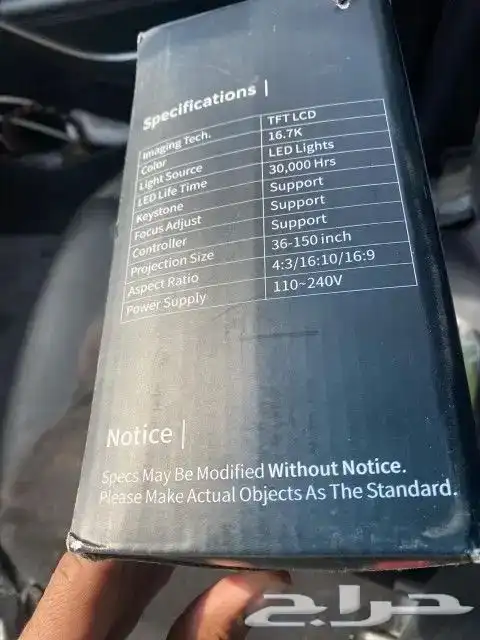 Specifications |
Imaging Tech. TFT LCD
Color 16.7K
Light Source LED Lights
LED Life Time 30,000 Hrs
Keystone Support
Focus Adjust Support
Controller Support
Projection Size 36-150 inch
Aspect Ratio 4:3/16:10/16:9
Power Supply 110~240V
Notice |
Specs May Be Modified Without Notice.
Please Make Actual Objects As The Standard.
حراج